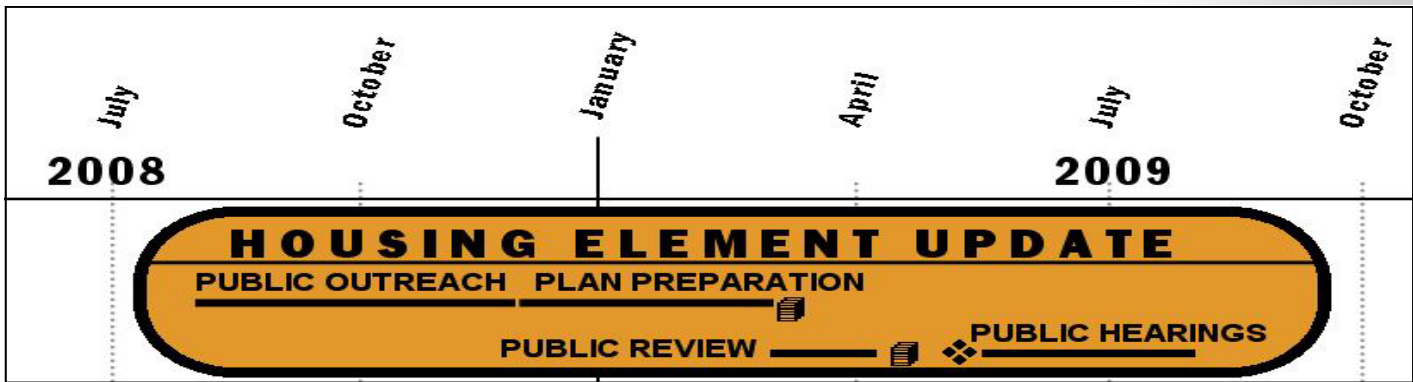 July October January April July October
2008 2009
HOUSING ELEMENT UPDATE
PUBLIC OUTREACH PLAN PREPARATION
PUBLIC REVIEW PUBLIC HEARINGS